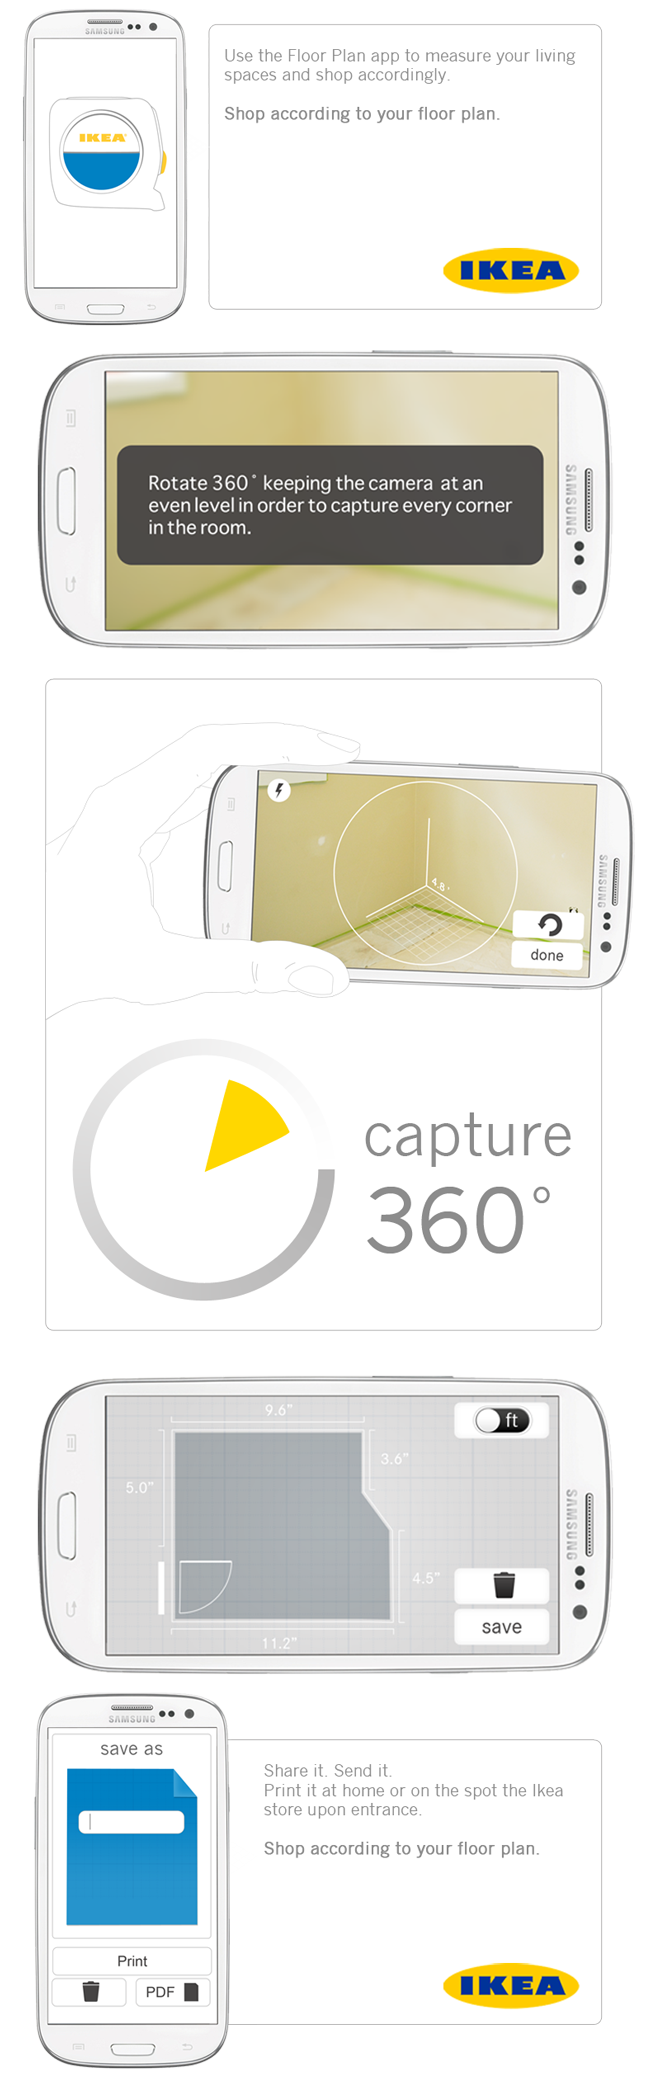 SAMSUNG
IKEA
Use the Floor Plan app to measure your living
spaces and shop accordingly.
Shop according to your floor plan.
IKEA
Rotate 360° keeping the camera at an
even level in order to capture every corner
in the room.
SAMSUNG
4.8"
done
SAMSUNG
capture
360°
9.6"
ft
3.6"
5.0"
SAMSUNG
4.5"
save
11.2"
SAMSUNG
save as
Print
PDF
Share it. Send it.
Print it at home or on the spot the Ikea
store upon entrance.
Shop according to your floor plan.
IKEA